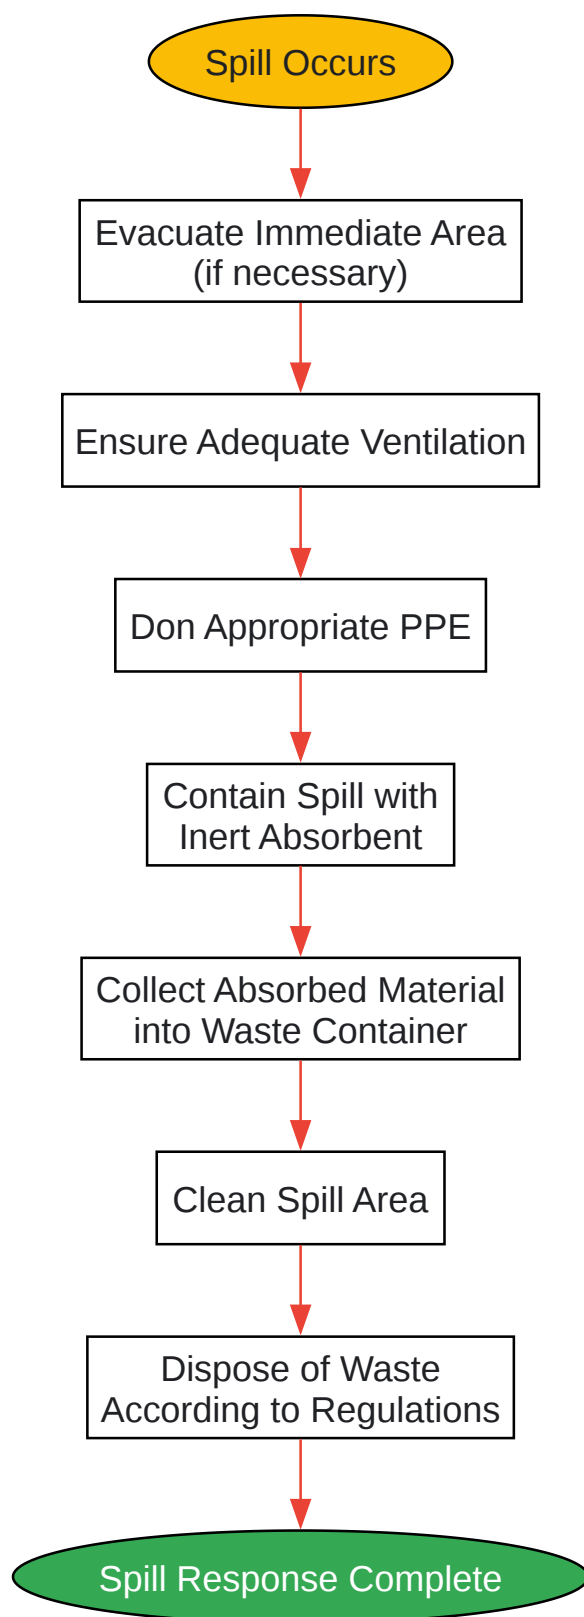 Spill Occurs
Evacuate Immediate Area
(if necessary)
Ensure Adequate Ventilation
Don Appropriate PPE
Contain Spill with
Inert Absorbent
Collect Absorbed Material
into Waste Container
Clean Spill Area
Dispose of Waste
According to Regulations
Spill Response Complete